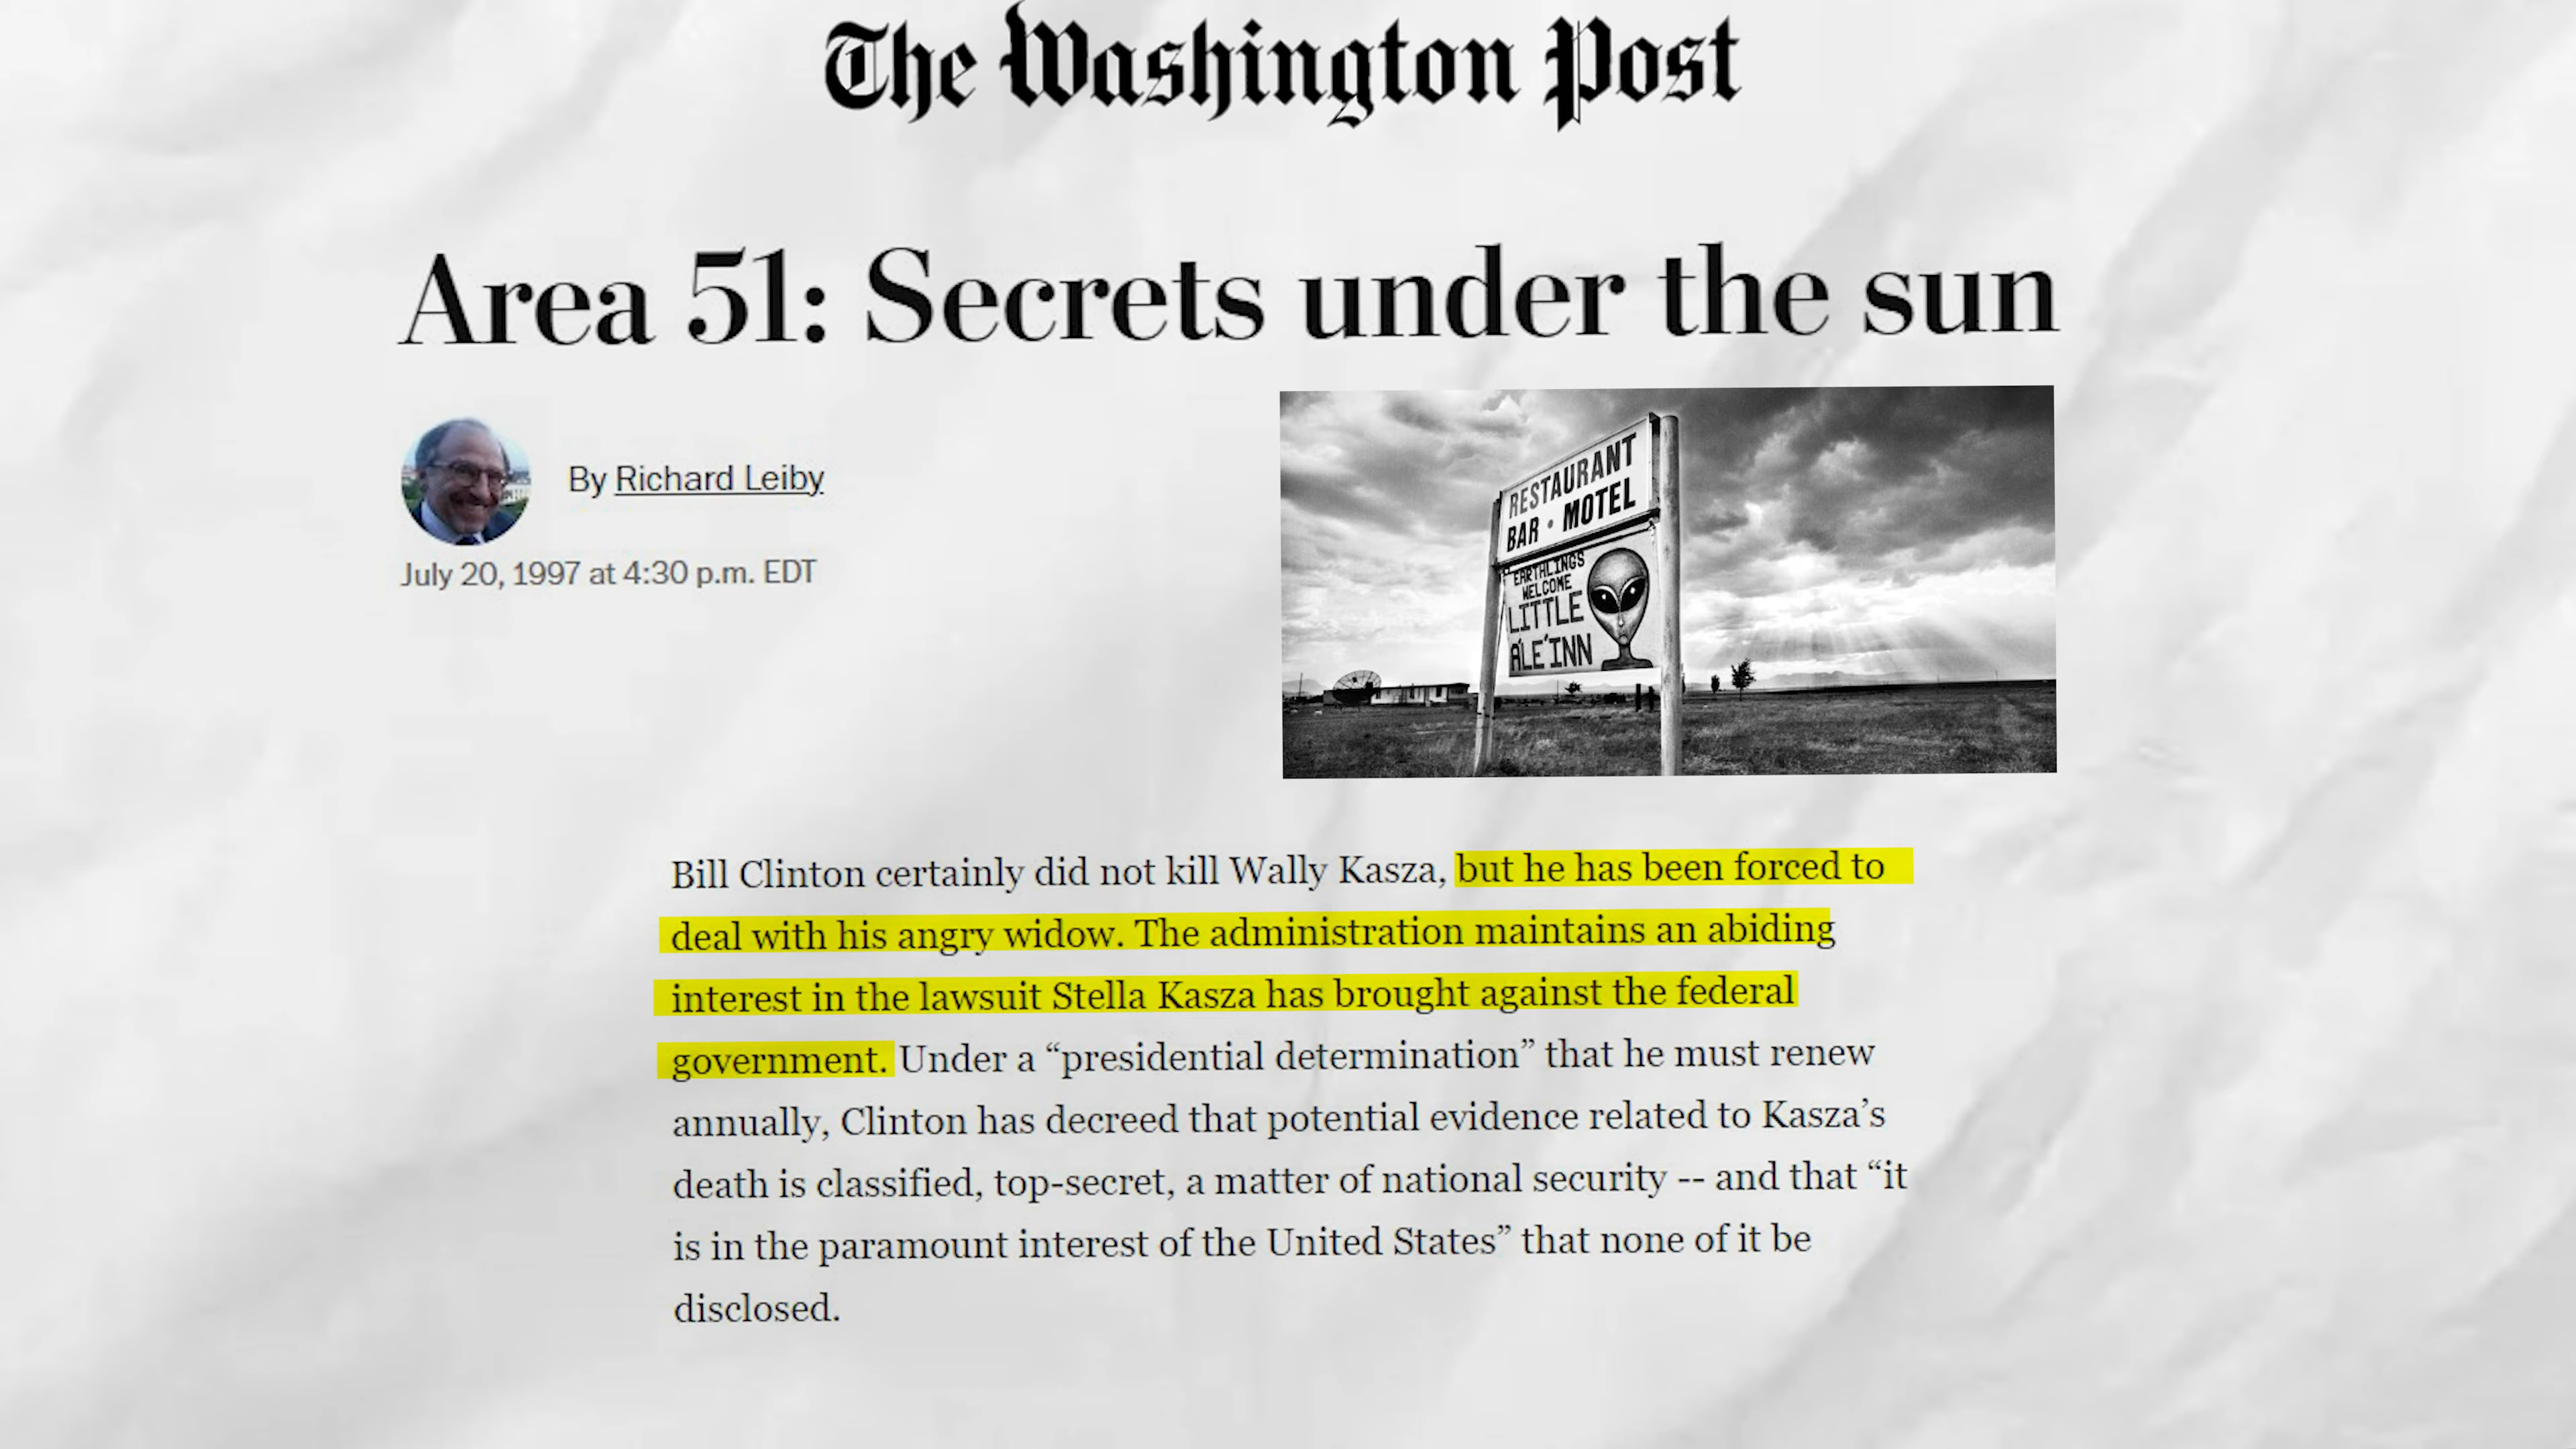 The Washington Post
Area 51: Secrets under the sun
By Richard Leiby
July 20, 1997 at 4:30 p.m. EDT
RESTAURANT
BAR • MOTEL
EARTHLINGS
WELCOME
LITTLE
A'LE'INN
Bill Clinton certainly did not kill Wally Kasza, but he has been forced to
deal with his angry widow. The administration maintains an abiding
interest in the lawsuit Stella Kasza has brought against the federal
government. Under a “presidential determination” that he must renew
annually, Clinton has decreed that potential evidence related to Kasza’s
death is classified, top-secret, a matter of national security -- and that “it
is in the paramount interest of the United States” that none of it be
disclosed.